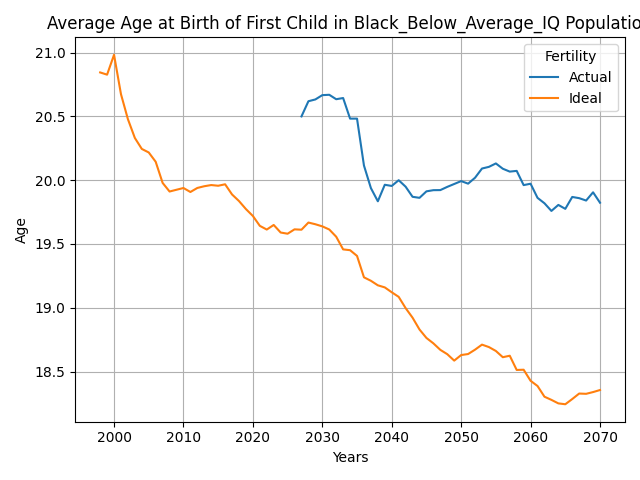 Average Age at Birth of First Child in Black_Below_Average_IQ Populatio
21.0
20.5
20.0
19.5
19.0
18.5
Age
Fertility
Actual
Ideal
2000 2010 2020 2030 2040 2050 2060 2070
Years